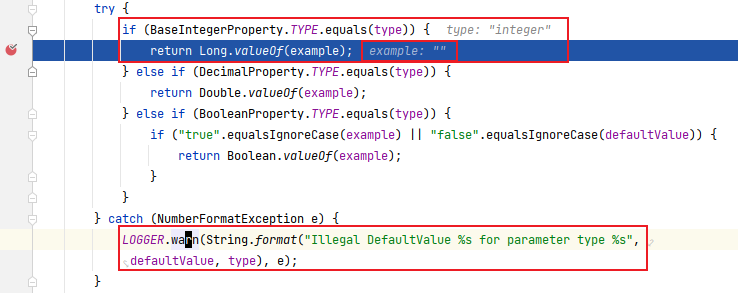 try {
if (BaseIntegerProperty.TYPE.equals(type)) {   type: "integer"
return Long.valueOf(example);   example: ""
} else if (DecimalProperty.TYPE.equals(type)) {
return Double.valueOf(example);
} else if (BooleanProperty.TYPE.equals(type)) {
if ("true".equalsIgnoreCase(example) || "false".equalsIgnoreCase(defaultValue)) {
return Boolean.valueOf(example);
}
}
} catch (NumberFormatException e) {
LOGGER.warn(String.format("Illegal DefaultValue %s for parameter type %s",
defaultValue, type), e);
}